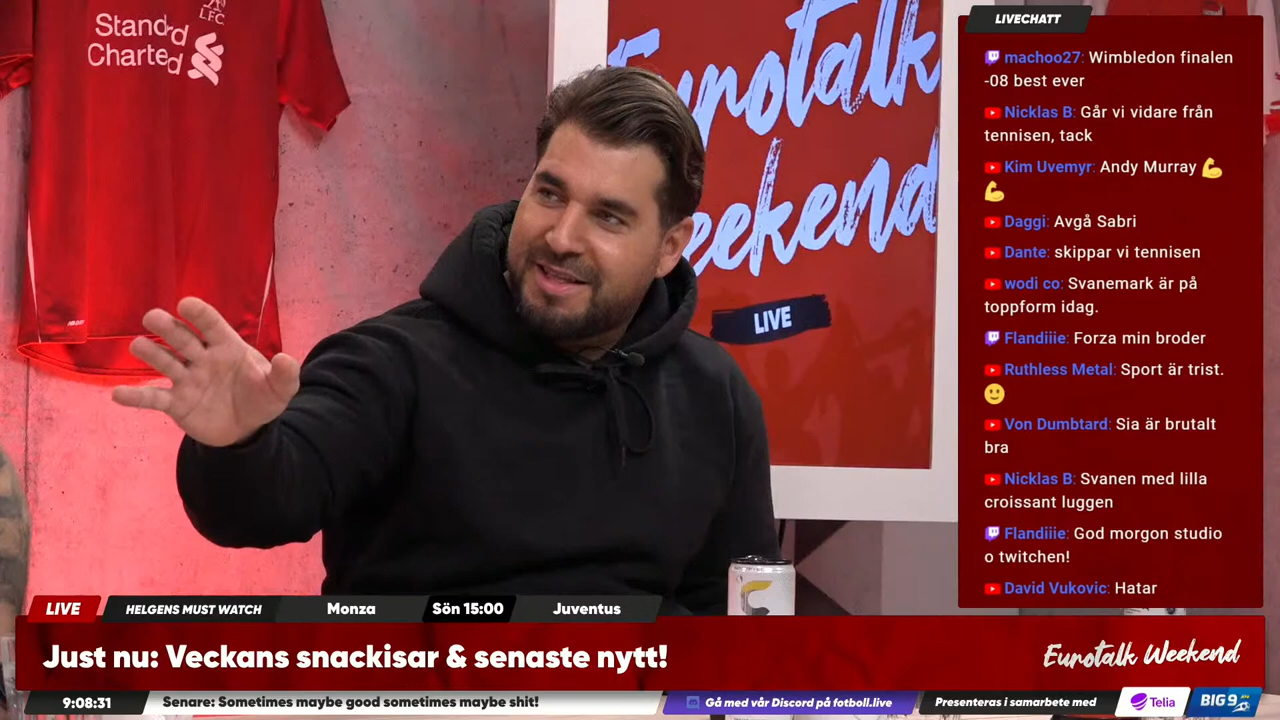 LFC
Standard
Chartered
Eurotalk
Weekend
LIVE
LIVECHATT
machoo27: Wimbledon finalen
-08 best ever
Nicklas B: Går vi vidare från
tennisen, tack
Kim Uvemyr: Andy Murray 💪
💪
Daggi: Avgå Sabri
Dante: skippar vi tennisen
wodi co: Svanemark är på
toppform idag.
Flandiiie: Forza min broder
Ruthless Metal: Sport är trist.
🙂
Von Dumbtard: Sia är brutalt
bra
Nicklas B: Svanen med lilla
croissant luggen
Flandiiie: God morgon studio
o twitchen!
David Vukovic: Hatar
LIVE HELGENS MUST WATCH Monza Sön 15:00 Juventus
Just nu: Veckans snackisar & senaste nytt!
Eurotalk Weekend
9:08:31 Senare: Sometimes maybe good sometimes maybe shit! Gå med vår Discord på fotboll.live Presenteras i samarbete med Telia BIG9